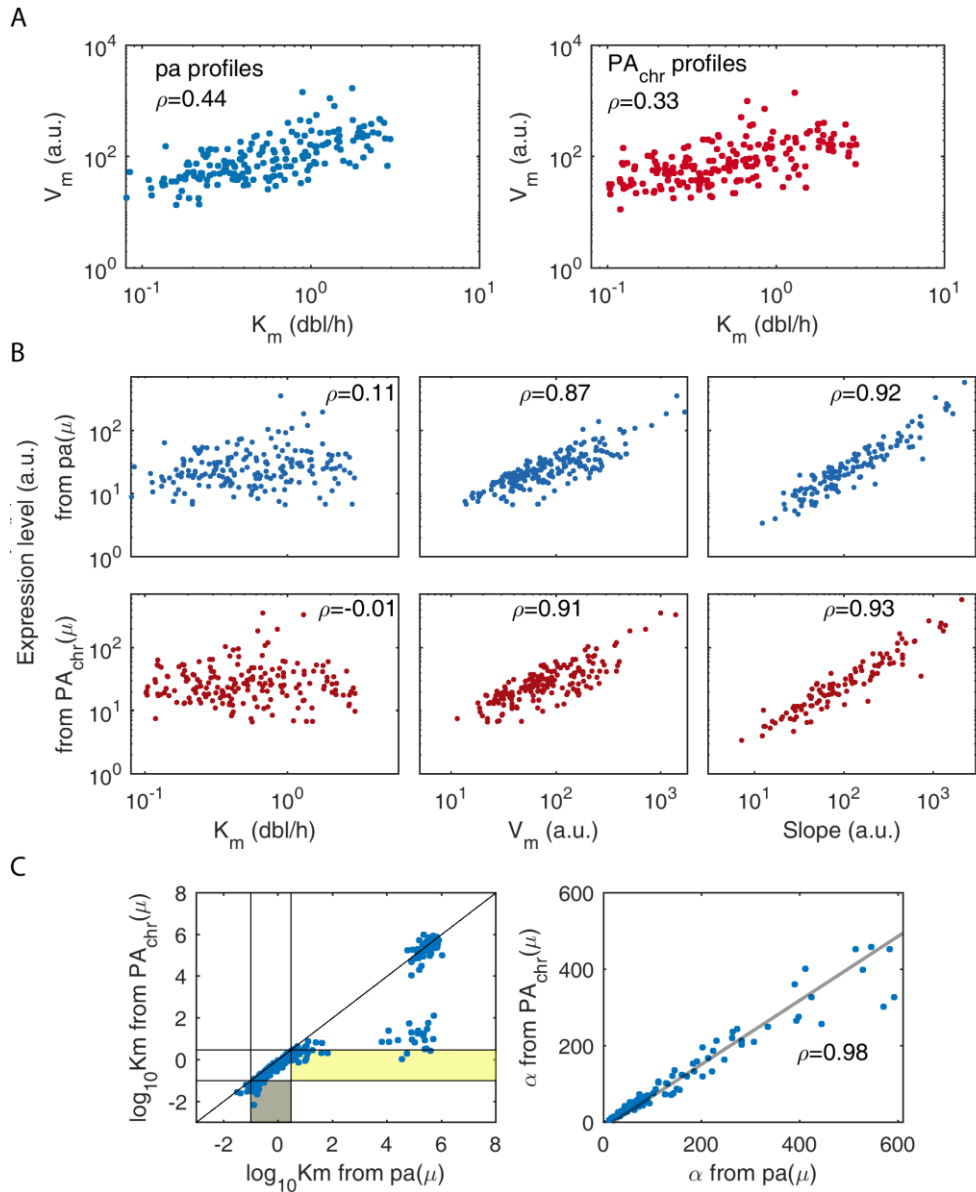 A
pa profiles
ρ=0.44
V_m (a.u.)
10^4
10^2
10^0
10^-1
10^0
10^1
K_m (dbl/h)
PA_chr profiles
ρ=0.33
V_m (a.u.)
10^4
10^2
10^0
10^-1
10^0
10^1
K_m (dbl/h)
B
Expression level (a.u.)
from pa(μ)
10^2
10^1
10^0
ρ=0.11
ρ=0.87
ρ=0.92
from PA_chr(μ)
10^2
10^1
10^0
ρ=-0.01
ρ=0.91
ρ=0.93
10^-1
10^0
K_m (dbl/h)
10^1
10^2
10^3
V_m (a.u.)
10^1
10^2
10^3
Slope (a.u.)
C
log_10Km from PA_chr(μ)
8
6
4
2
0
-2
-2
0
2
4
6
8
log_10Km from pa(μ)
α from PA_chr(μ)
600
400
200
0
ρ=0.98
0
200
400
600
α from pa(μ)